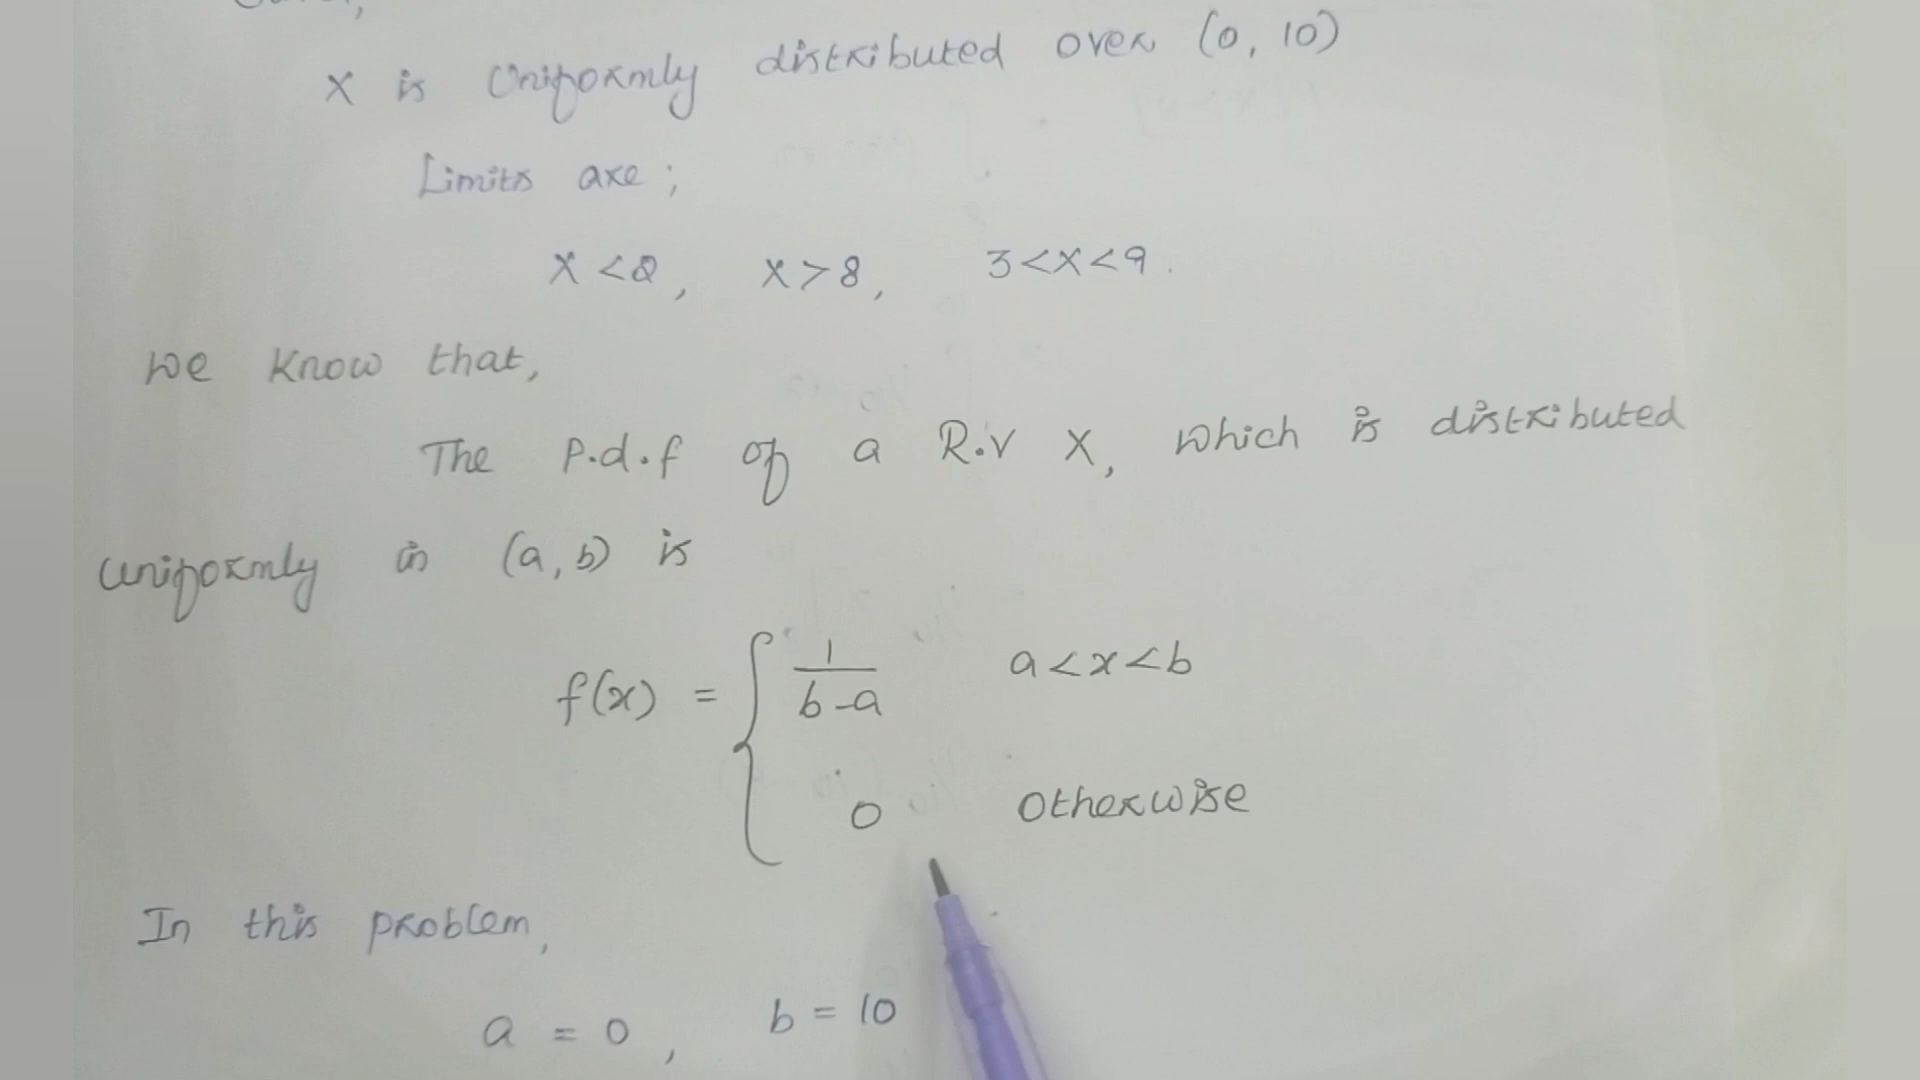 X is Uniformly distributed over (0, 10)
Limits are ;
X < 2, X > 8, 3 < X < 9.
We know that,
The P.d.f of a R.V X, which is distributed
uniformly in (a, b) is
f(x) = { 1/(b-a) a < x < b
0 otherwise
In this problem,
a = 0, b = 10